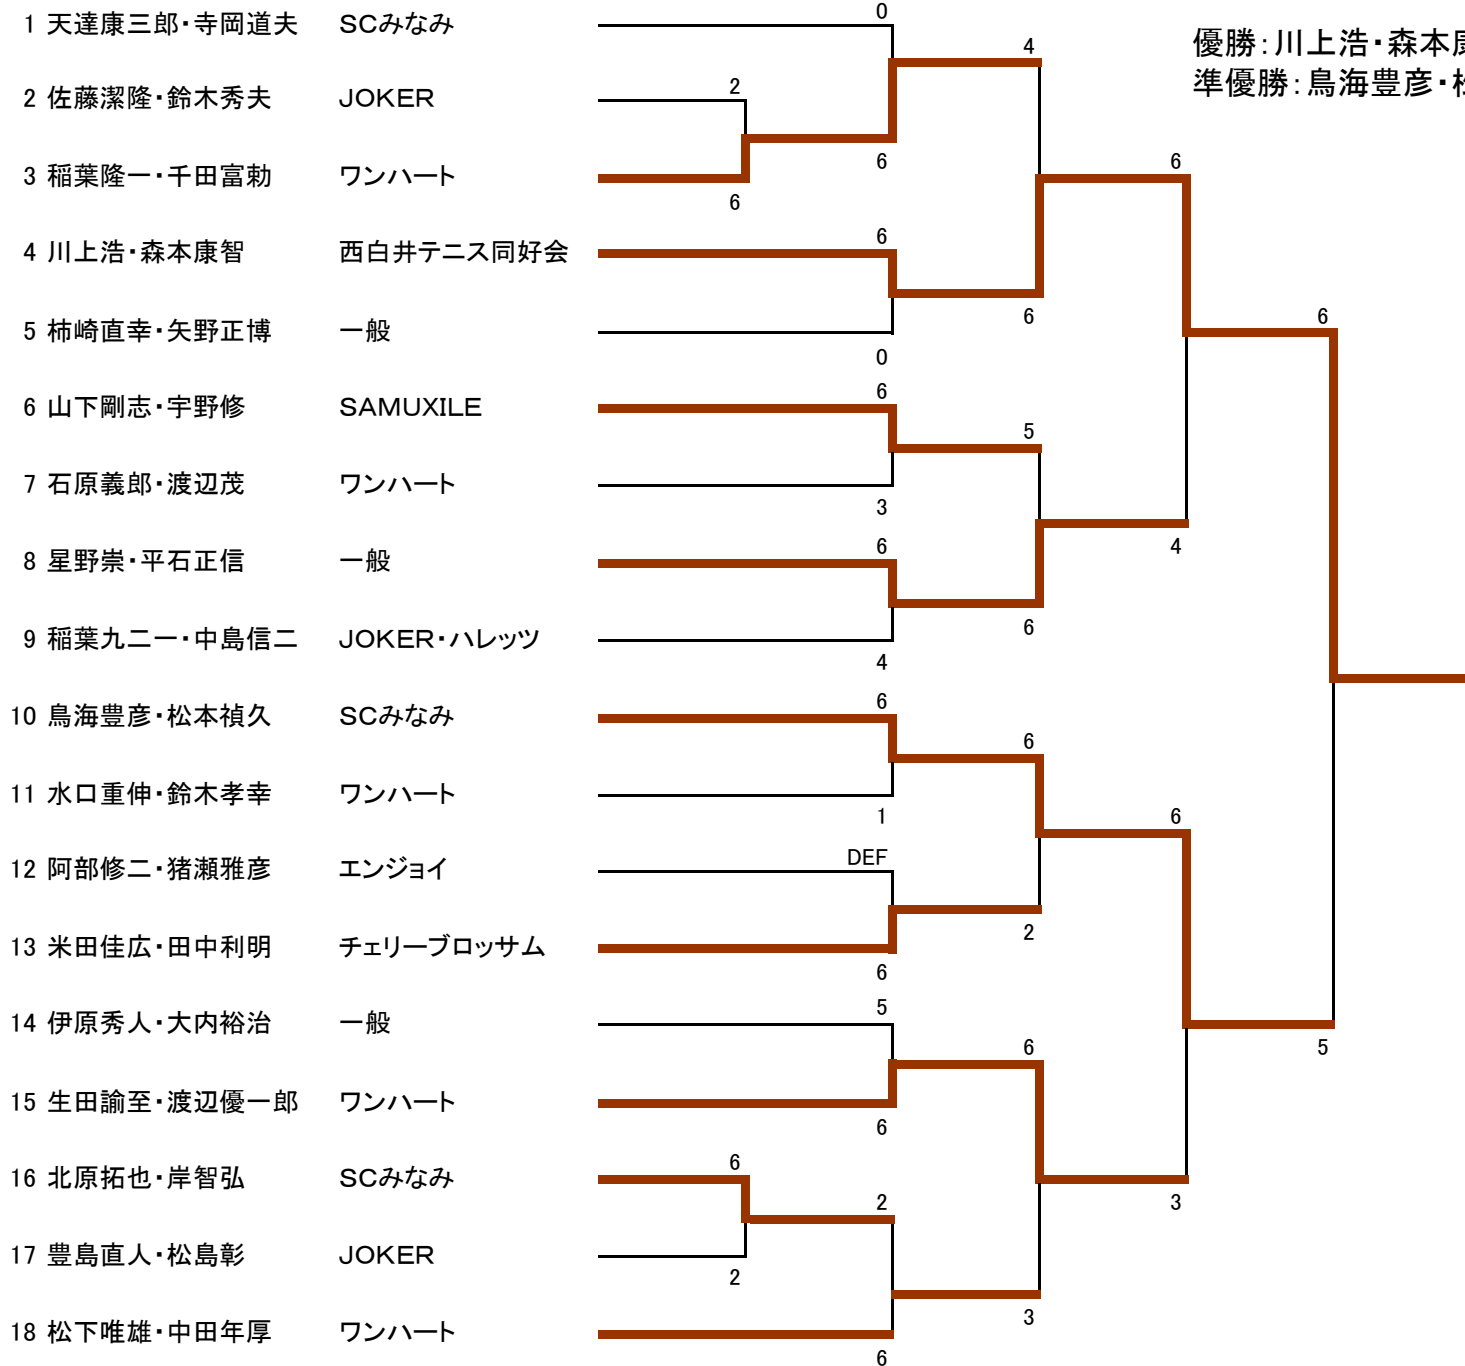 0
1 天達康三郎・寺岡道夫 SCみなみ
優勝：川上浩・森本
4
準優勝：鳥海豊彦・
2
2 佐藤潔隆・鈴木秀夫 JOKER
6 6
3 稲葉隆一・千田富勅 ワンハート
6
6
4 川上浩・森本康智 西白井テニス同好会
6 6
5 柿崎直幸・矢野正博 一般
0
6
6 山下剛志・宇野修 SAMUXILE
5
7 石原義郎・渡辺茂 ワンハート
3
6 4
8 星野崇・平石正信 一般
6
9 稲葉九二一・中島信二 JOKER・ハレッツ
4
6
10 鳥海豊彦・松本禎久 SCみなみ
6
11 水口重伸・鈴木孝幸 ワンハート
1 6
DEF
12 阿部修二・猪瀬雅彦 エンジョイ
2
13 米田佳広・田中利明 チェリーブロッサム
6
5
14 伊原秀人・大内裕治 一般
6 5
15 生田諭至・渡辺優一郎 ワンハート
6
6
16 北原拓也・岸智弘 SCみなみ
2 3
17 豊島直人・松島彰 JOKER
2
3
18 松下唯雄・中田年厚 ワンハート
6